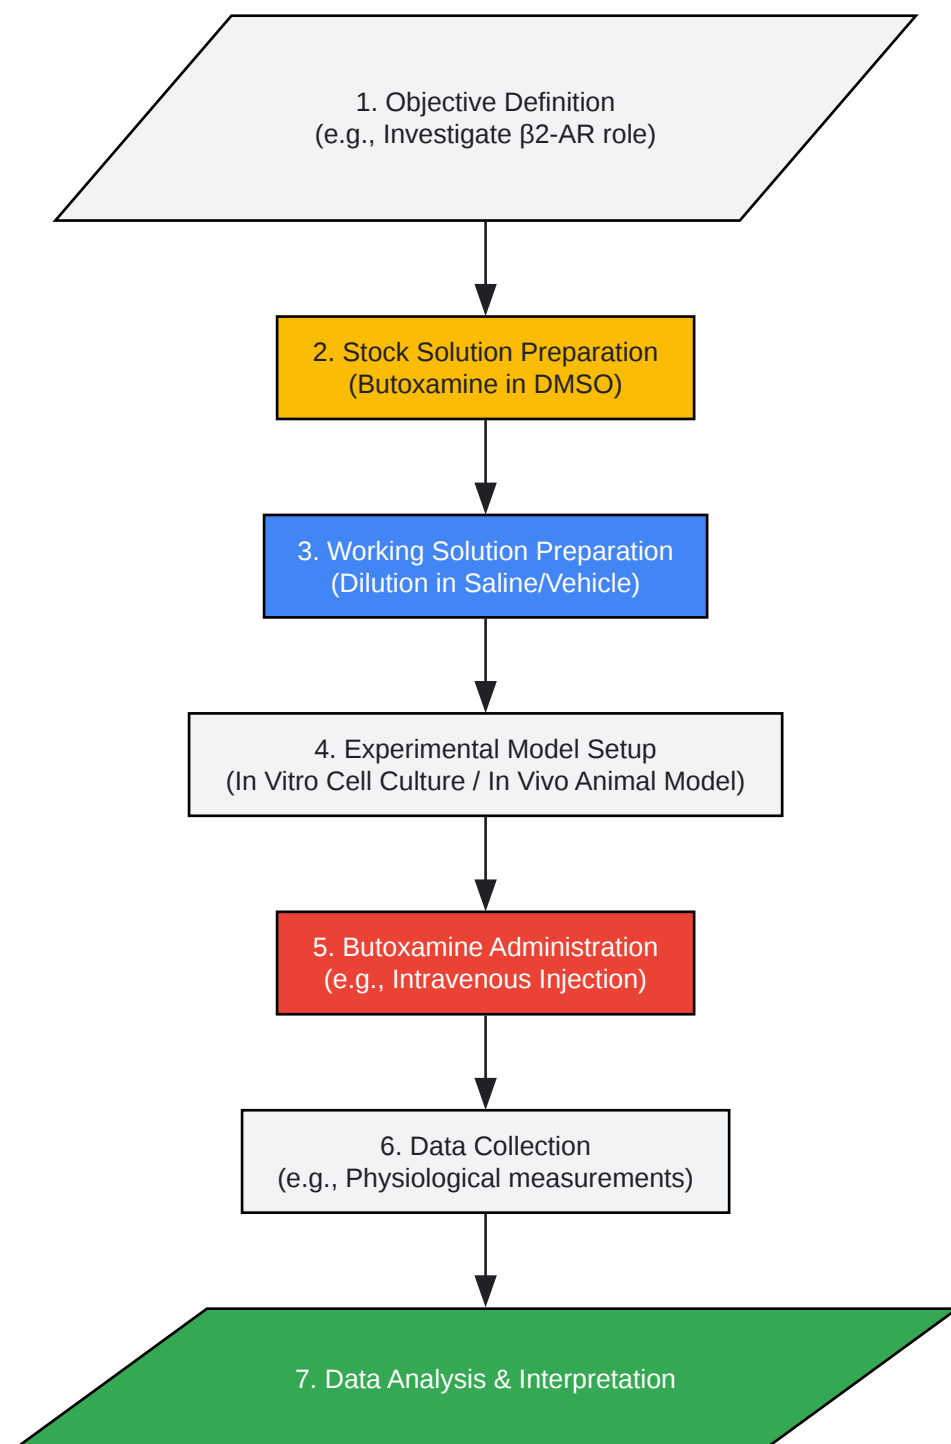 1. Objective Definition
(e.g., Investigate β2-AR role)
2. Stock Solution Preparation
(Butoxamine in DMSO)
3. Working Solution Preparation
(Dilution in Saline/Vehicle)
4. Experimental Model Setup
(In Vitro Cell Culture / In Vivo Animal Model)
5. Butoxamine Administration
(e.g., Intravenous Injection)
6. Data Collection
(e.g., Physiological measurements)
7. Data Analysis & Interpretation